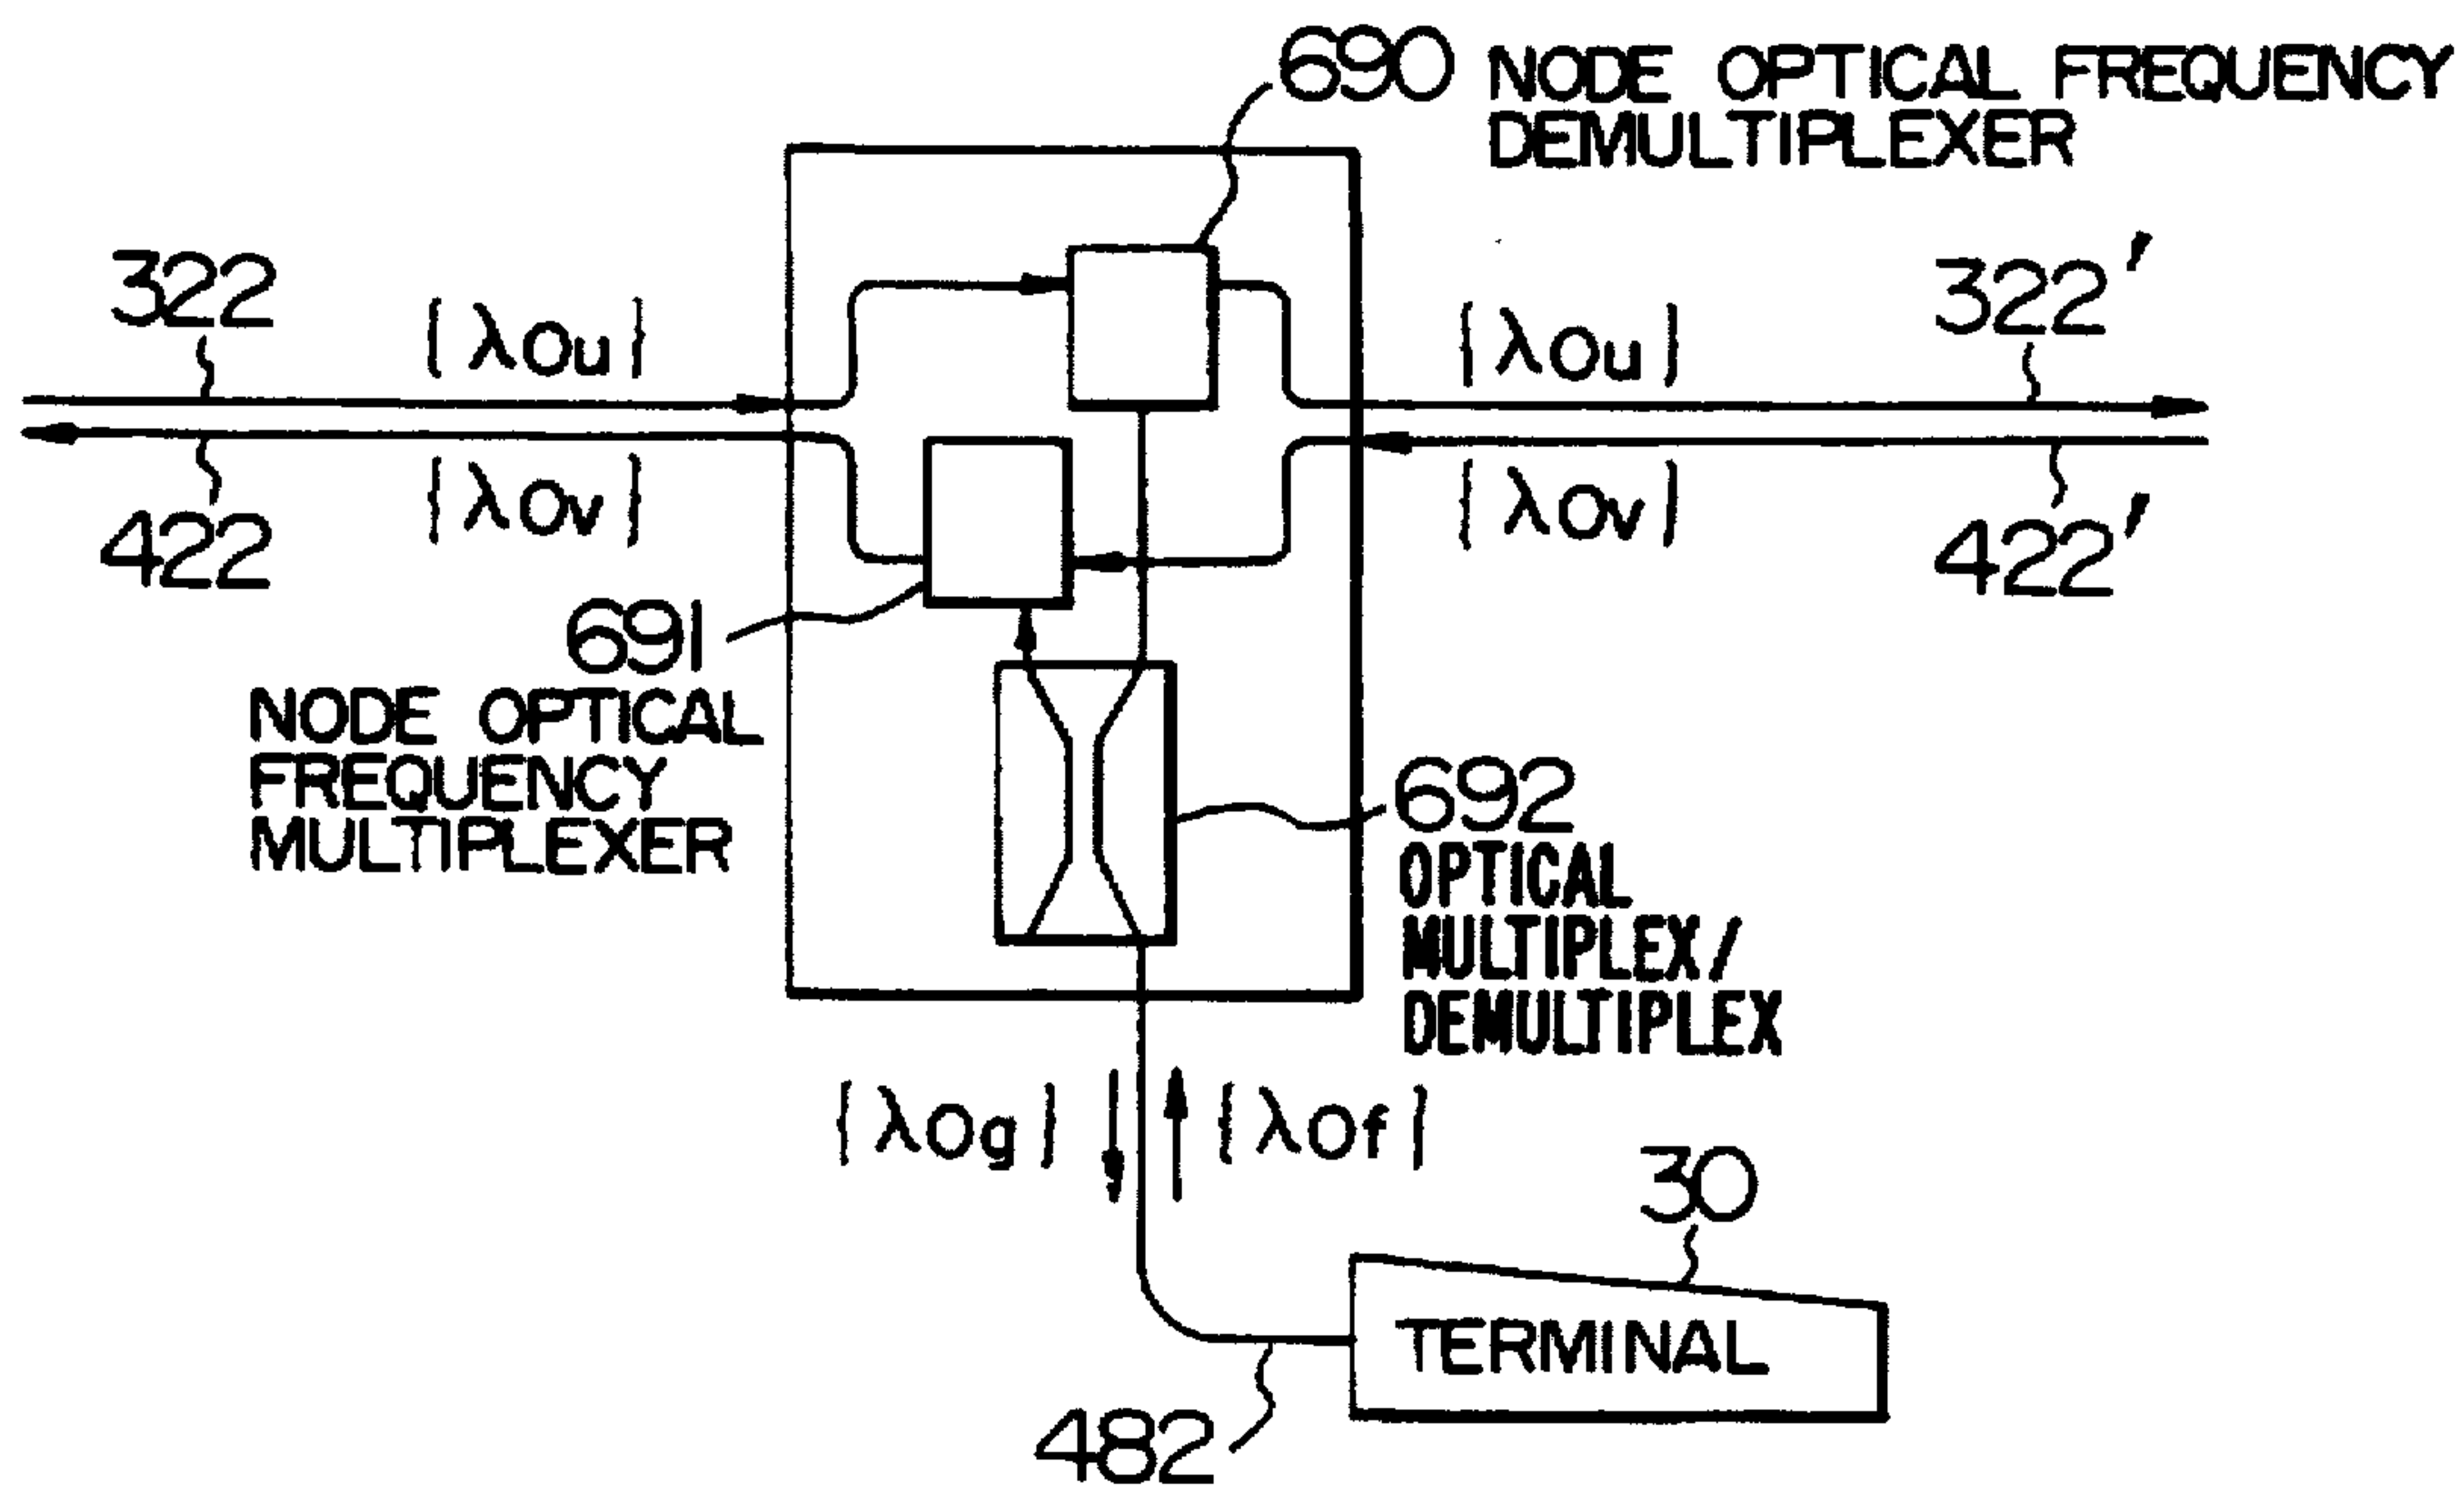 690 NODE OPTICAL FREQUENCY
DEMULTIPLEXER
322
{λOu}
{λOu}
322'
422
{λOv}
{λOv}
422'
691
NODE OPTICAL
FREQUENCY
MULTIPLEXER
692
OPTICAL
MULTIPLEX/
DEMULTIPLEX
{λOg}
{λOf}
30
TERMINAL
482